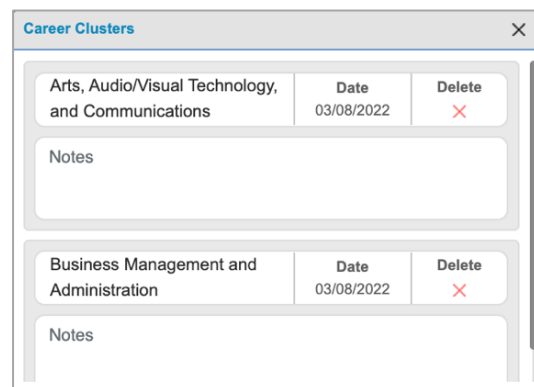 Career Clusters
Arts, Audio/Visual Technology,
and Communications
Date
03/08/2022
Delete
Notes
Business Management and
Administration
Date
03/08/2022
Delete
Notes